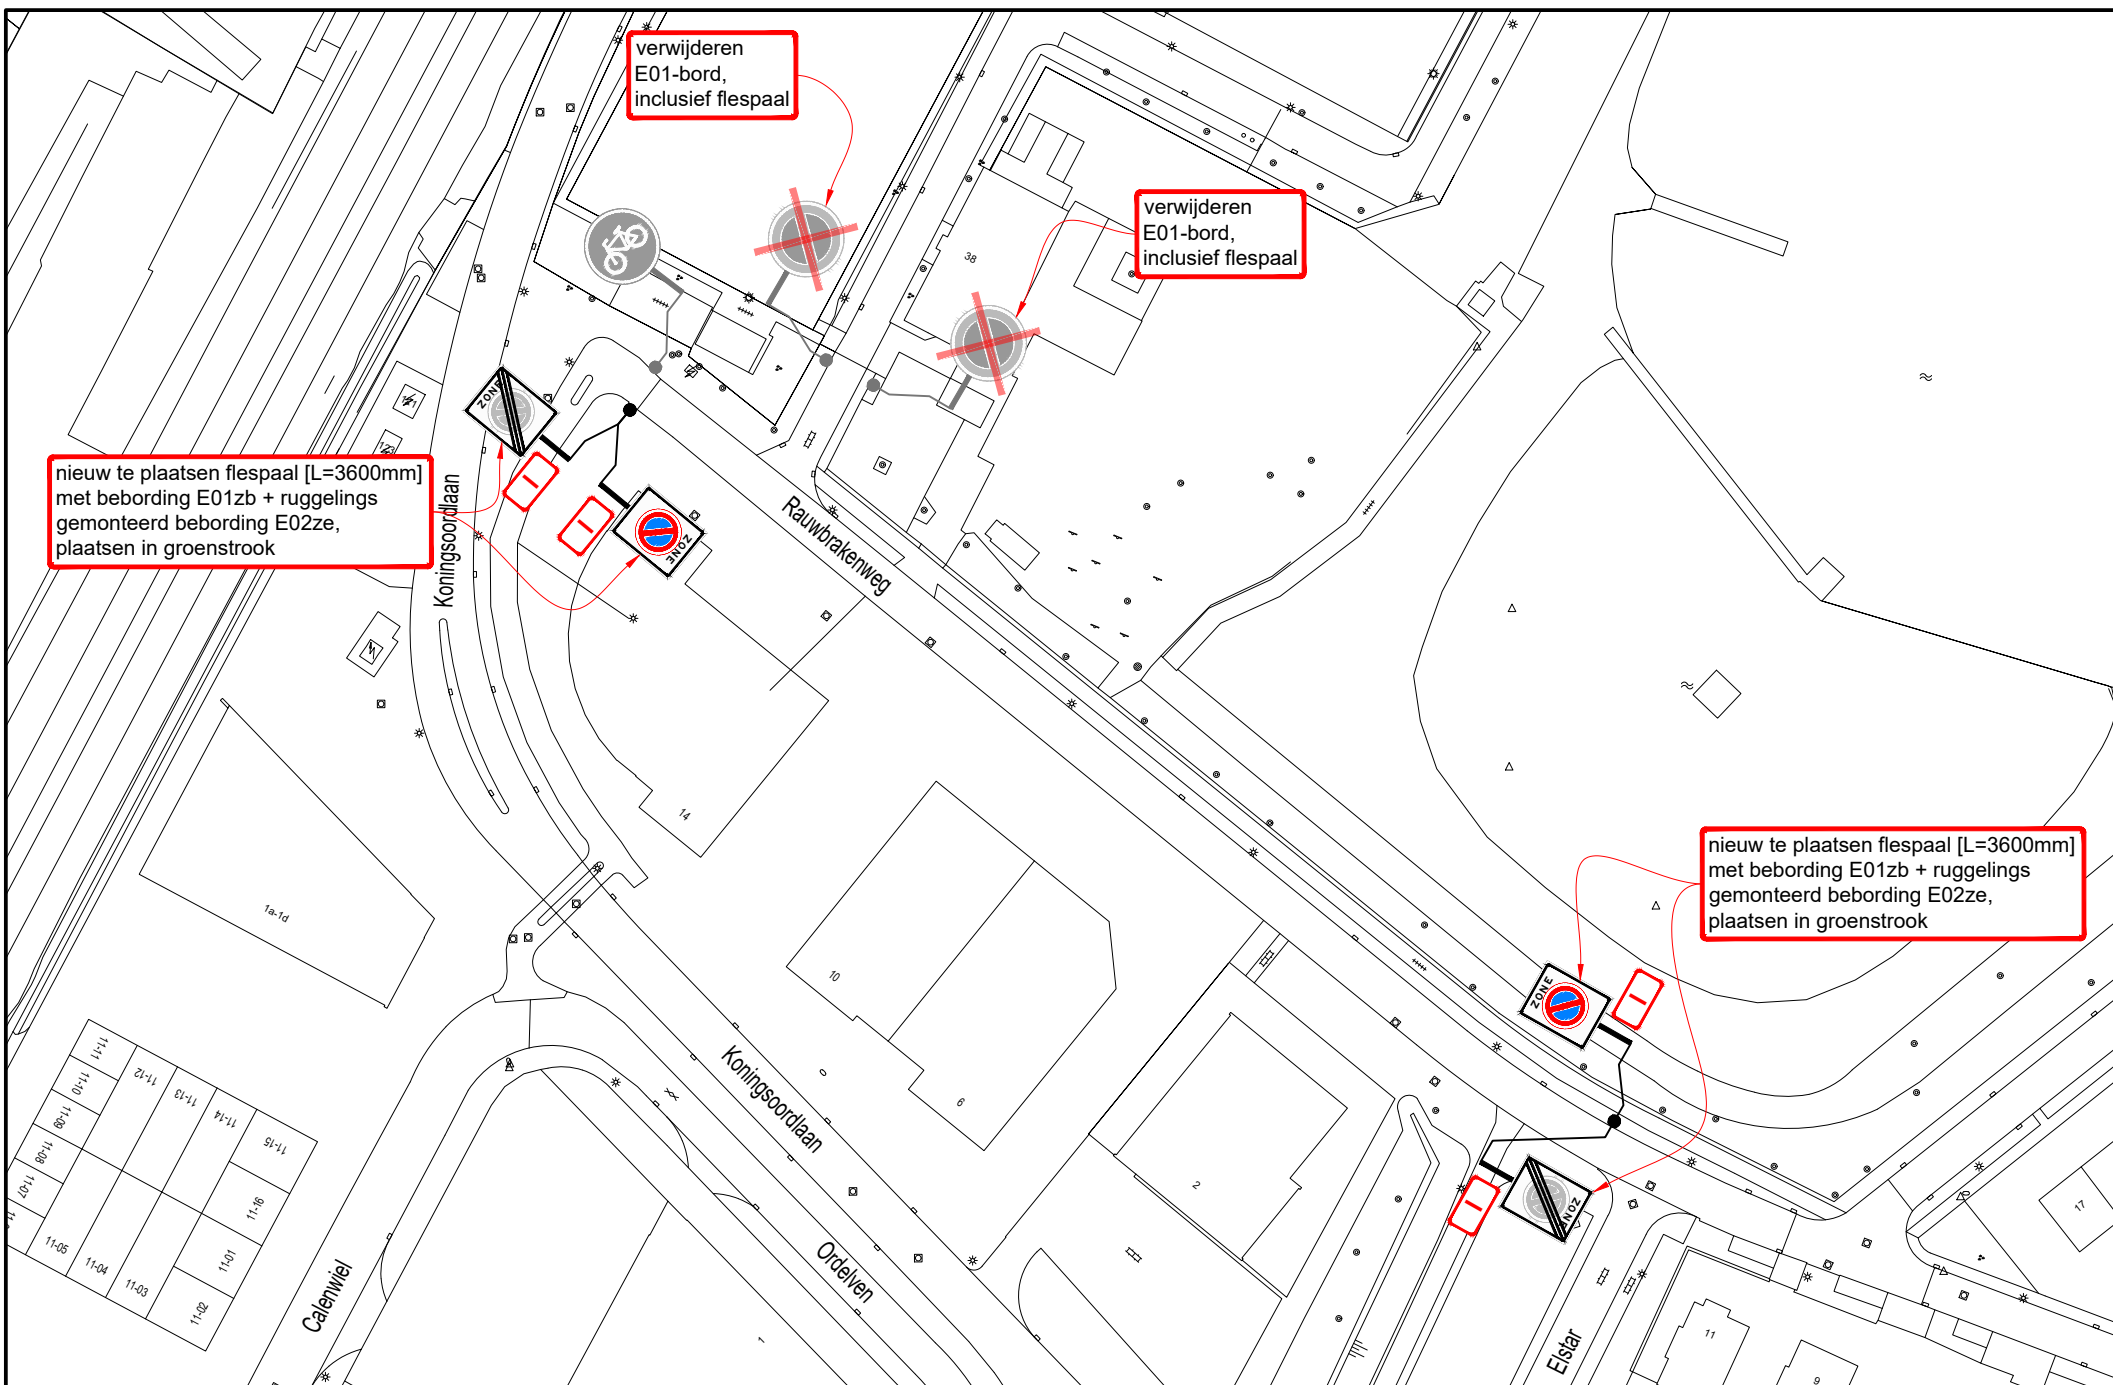 verwijderen
E01-bord,
inclusief flespaal
verwijderen
E01-bord,
inclusief flespaal
38
ZONE
nieuw te plaatsen flespaal [L=3600mm]
met bebording E01zb + ruggelings
gemonteerd bebording E02ze,
plaatsen in groenstrook
Koningsoordlaan
ZONE
Rauwbrakenweg
14
nieuw te plaatsen flespaal [L=3600mm]
met bebording E01zb + ruggelings
gemonteerd bebording E02ze,
plaatsen in groenstrook
1a-1d
10
ZONE
Koningsoordlaan
6
2
ZONE
17
11-11
11-10
11-09
11-08
11-07
11-12
11-13
11-14
11-15
11-16
11-01
11-02
11-03
11-04
11-05
Calenwiel
Ordelven
1
Elstar
11
9